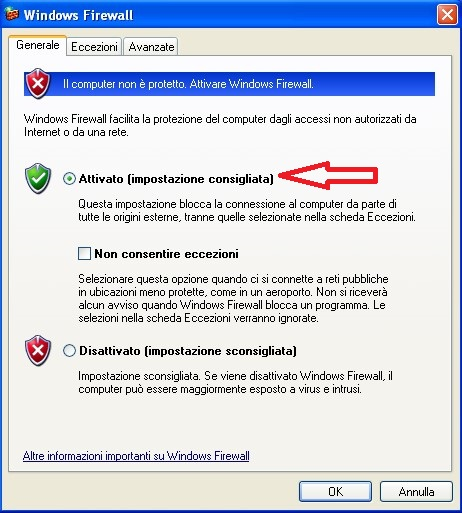 Windows Firewall
Generale Eccezioni Avanzate
Il computer non è protetto. Attivare Windows Firewall.
Windows Firewall facilita la protezione del computer dagli accessi non autorizzati da
Internet o da una rete.
Attivato (impostazione consigliata)
Questa impostazione blocca la connessione al computer da parte di
tutte le origini esterne, tranne quelle selezionate nella scheda Eccezioni.
Non consentire eccezioni
Selezionare questa opzione quando ci si connette a reti pubbliche
in ubicazioni meno protette, come in un aeroporto. Non si riceverà
alcun avviso quando Windows Firewall blocca un programma. Le
selezioni nella scheda Eccezioni verranno ignorate.
Disattivato (impostazione sconsigliata)
Impostazione sconsigliata. Se viene disattivato Windows Firewall, il
computer può essere maggiormente esposto a virus e intrusi.
Altre informazioni importanti su Windows Firewall
OK Annulla